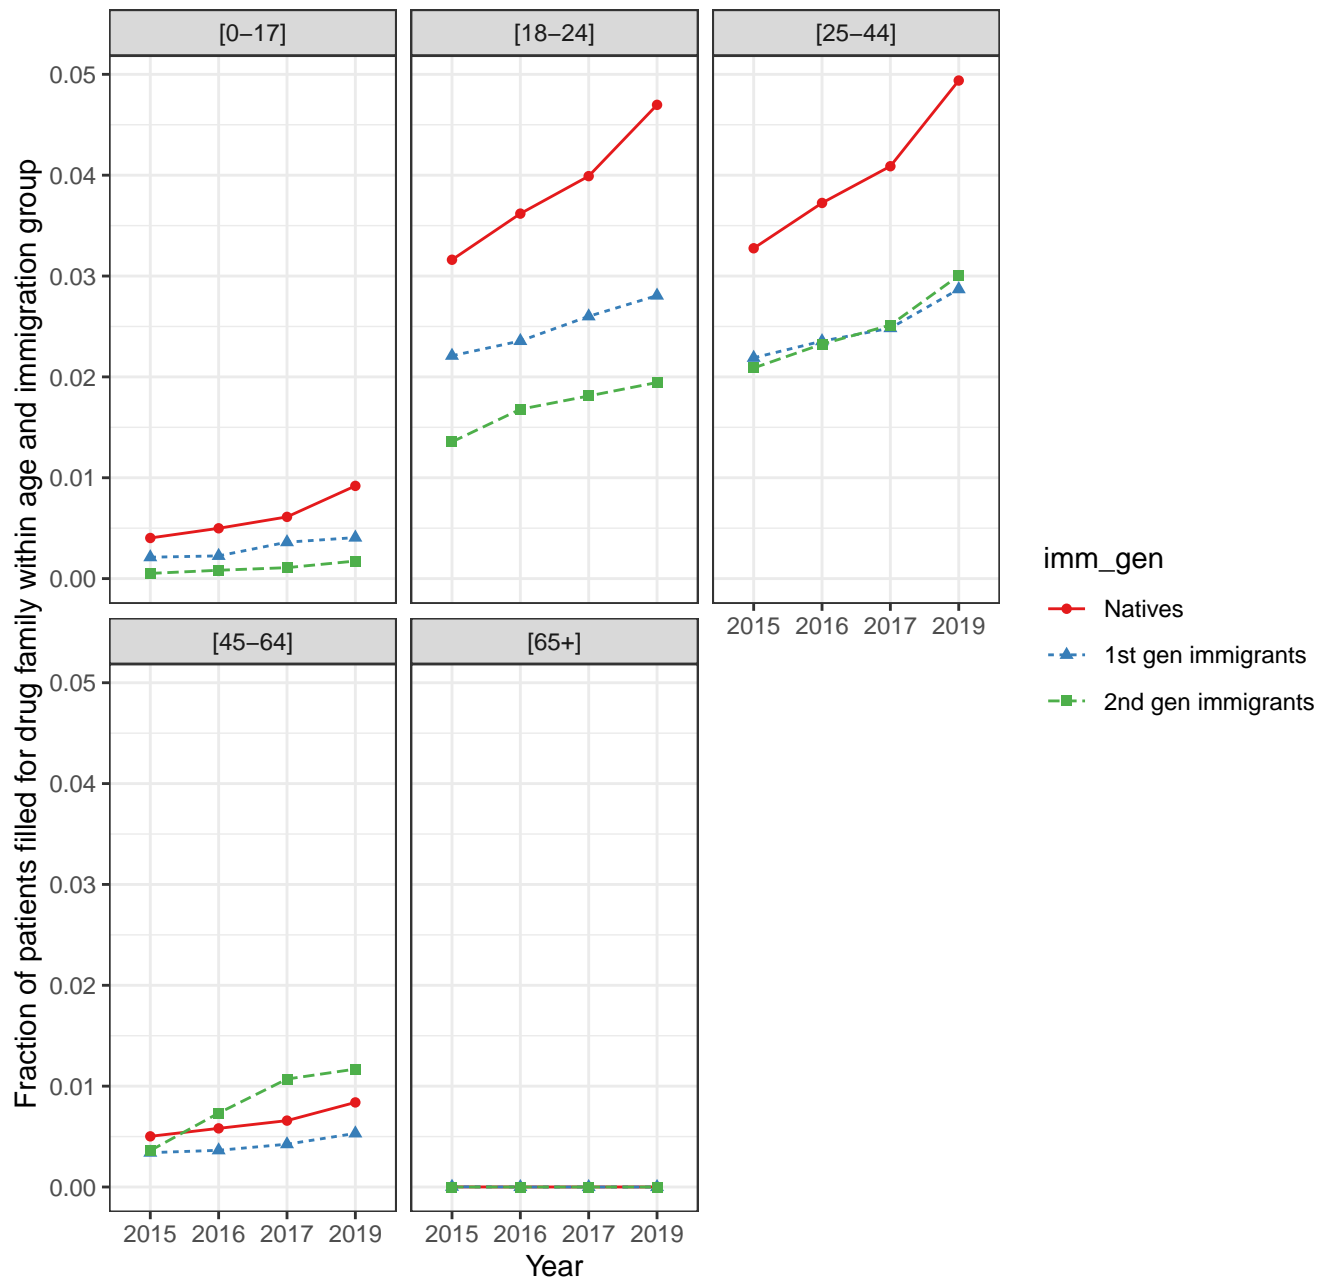 [0−17]
[18−24]
[25−44]
0.05
0.04
0.03
0.02
0.01
0.00
2015 2016 2017 2019
[45−64]
[65+]
0.05
0.04
0.03
0.02
0.01
0.00
2015 2016 2017 2019
2015 2016 2017 2019
Year
Fraction of patients filled for drug family within age and immigration group
imm_gen
Natives
1st gen immigrants
2nd gen immigrants